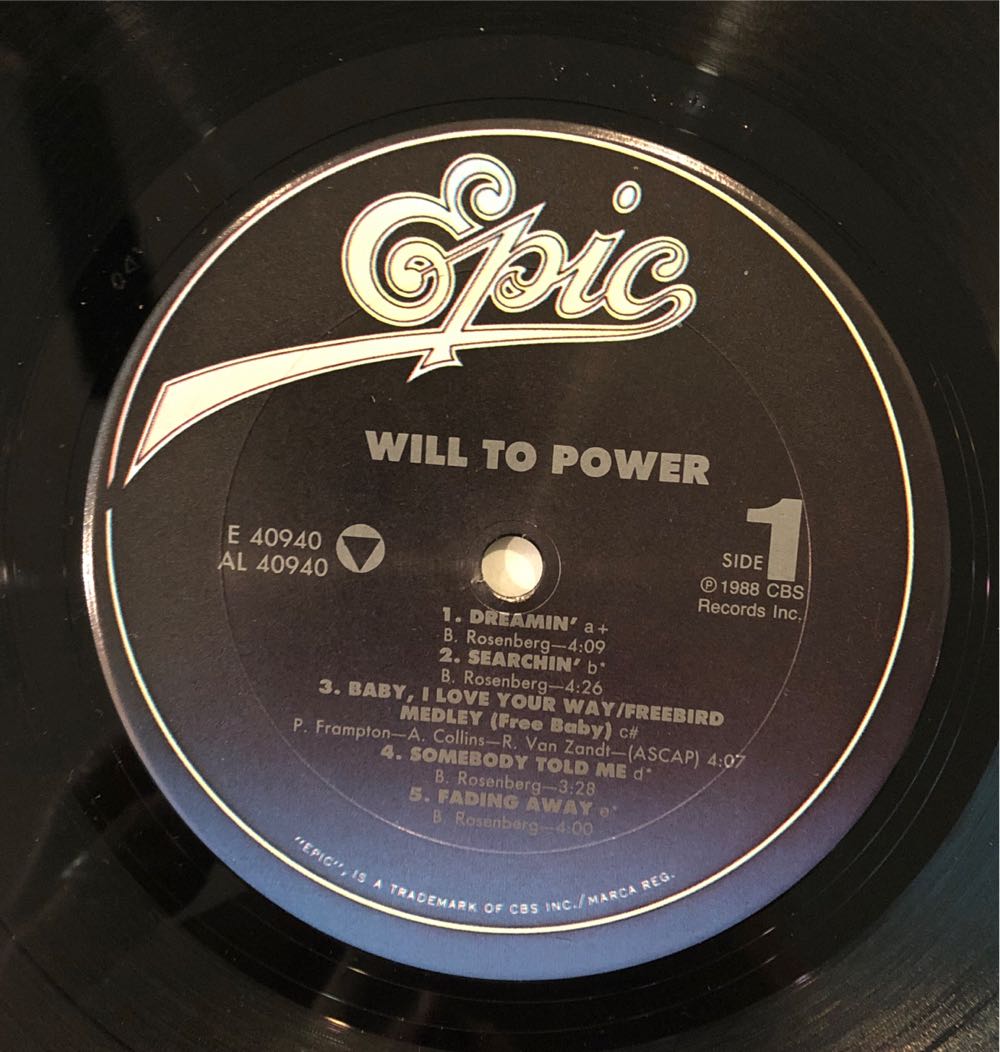 Epic
WILL TO POWER
E 40940
AL 40940
SIDE 1
℗ 1988 CBS
Records Inc.
1. DREAMIN' a+
B. Rosenberg—4:09
2. SEARCHIN' b*
B. Rosenberg—4:26
3. BABY, I LOVE YOUR WAY/FREEBIRD
MEDLEY (Free Baby) c#
P. Frampton—A. Collins—R. Van Zandt—(ASCAP) 4:07
4. SOMEBODY TOLD ME d*
B. Rosenberg—3:28
5. FADING AWAY e*
B. Rosenberg—4:00
"EPIC", IS A TRADEMARK OF CBS INC./MARCA REG.